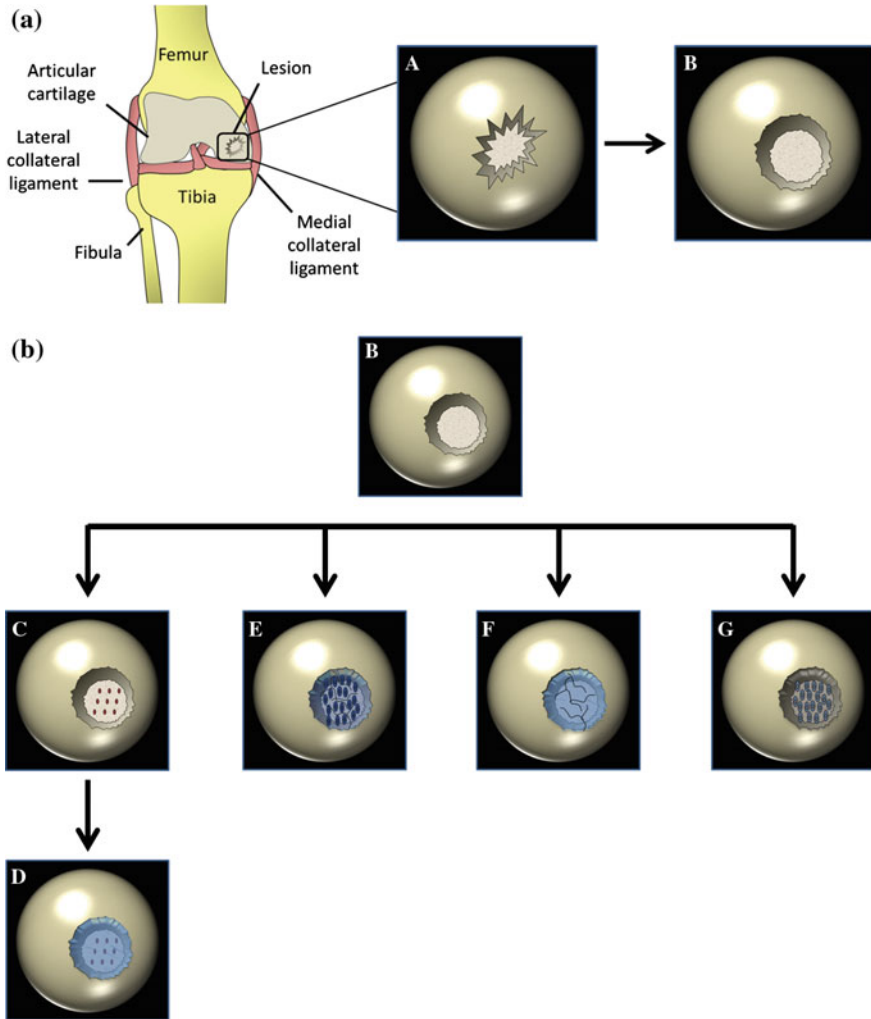 (a)
Femur
Articular
cartilage
Lesion
Lateral
collateral
ligament
Tibia
Fibula
Medial
collateral
ligament
A
B
(b)
B
C
E
F
G
D